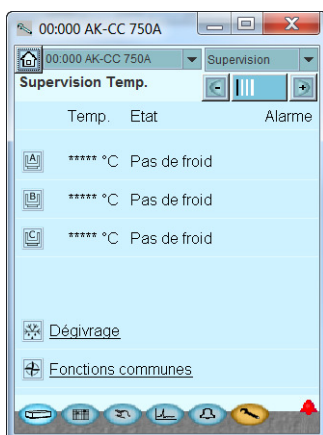 00:000 AK-CC 750A
00:000 AK-CC 750A Supervision
Supervision Temp.
Temp. Etat Alarme
A ***** °C Pas de froid
B ***** °C Pas de froid
C ***** °C Pas de froid
Dégivrage
Fonctions communes